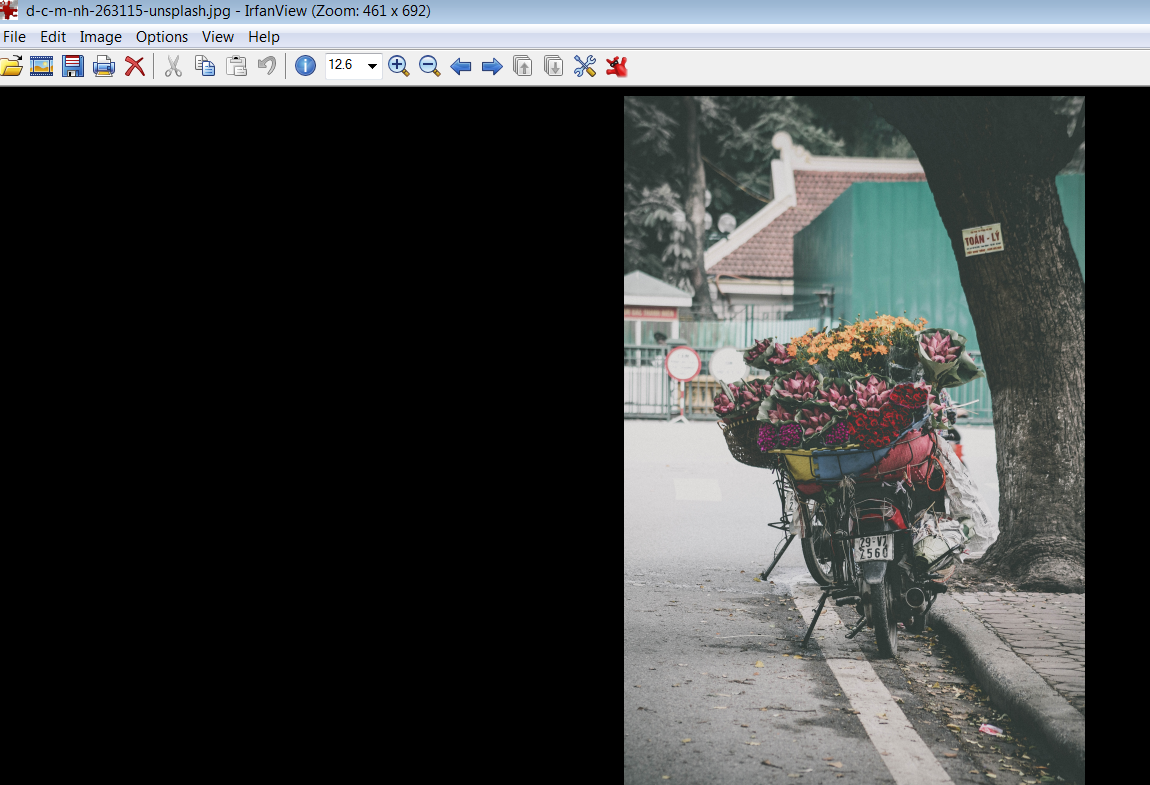 d-c-m-nh-263115-unsplash.jpg - IrfanView (Zoom: 461 x 692)
File Edit Image Options View Help
12.6
TOÁN - LÝ
29-VZ
2560